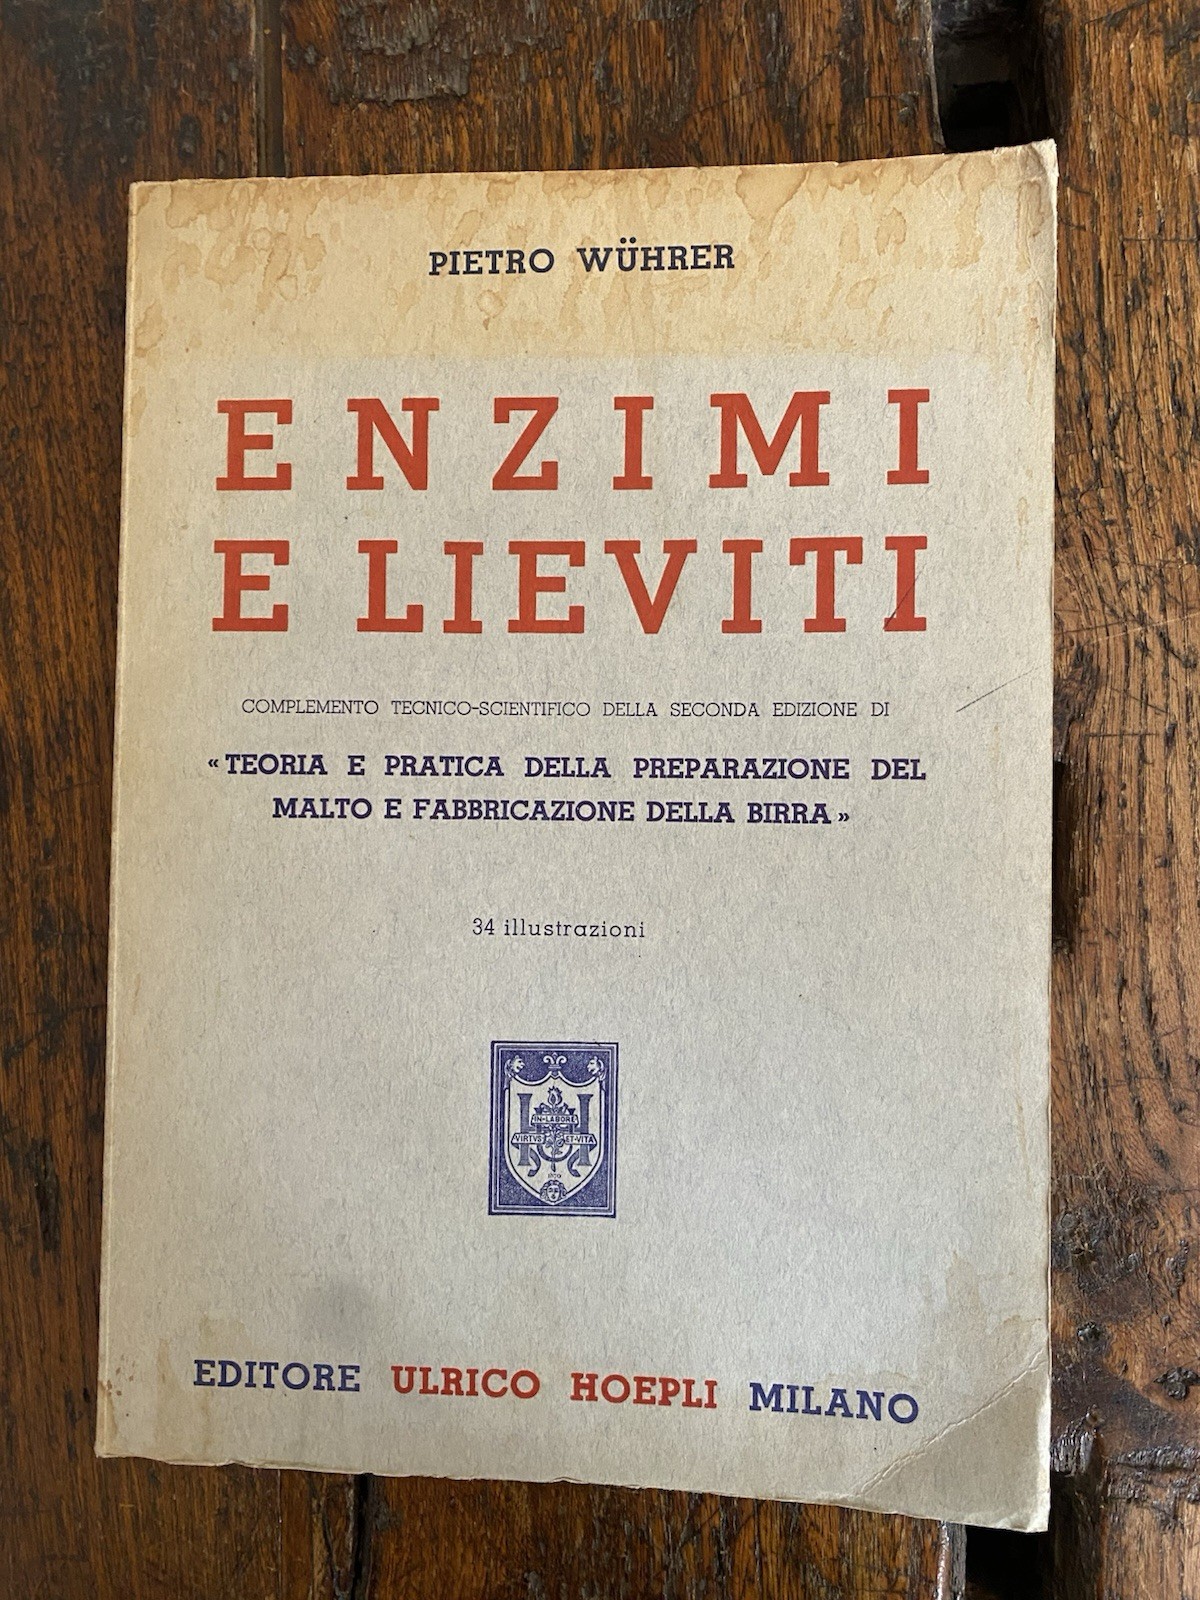 PIETRO WÜHRER
ENZIMI
E LIEVITI
COMPLEMENTO TECNICO-SCIENTIFICO DELLA SECONDA EDIZIONE DI
«TEORIA E PRATICA DELLA PREPARAZIONE DEL
MALTO E FABBRICAZIONE DELLA BIRRA»
34 illustrazioni
IN·LABORE
VIRTVS ET·VITA
EDITORE ULRICO HOEPLI MILANO